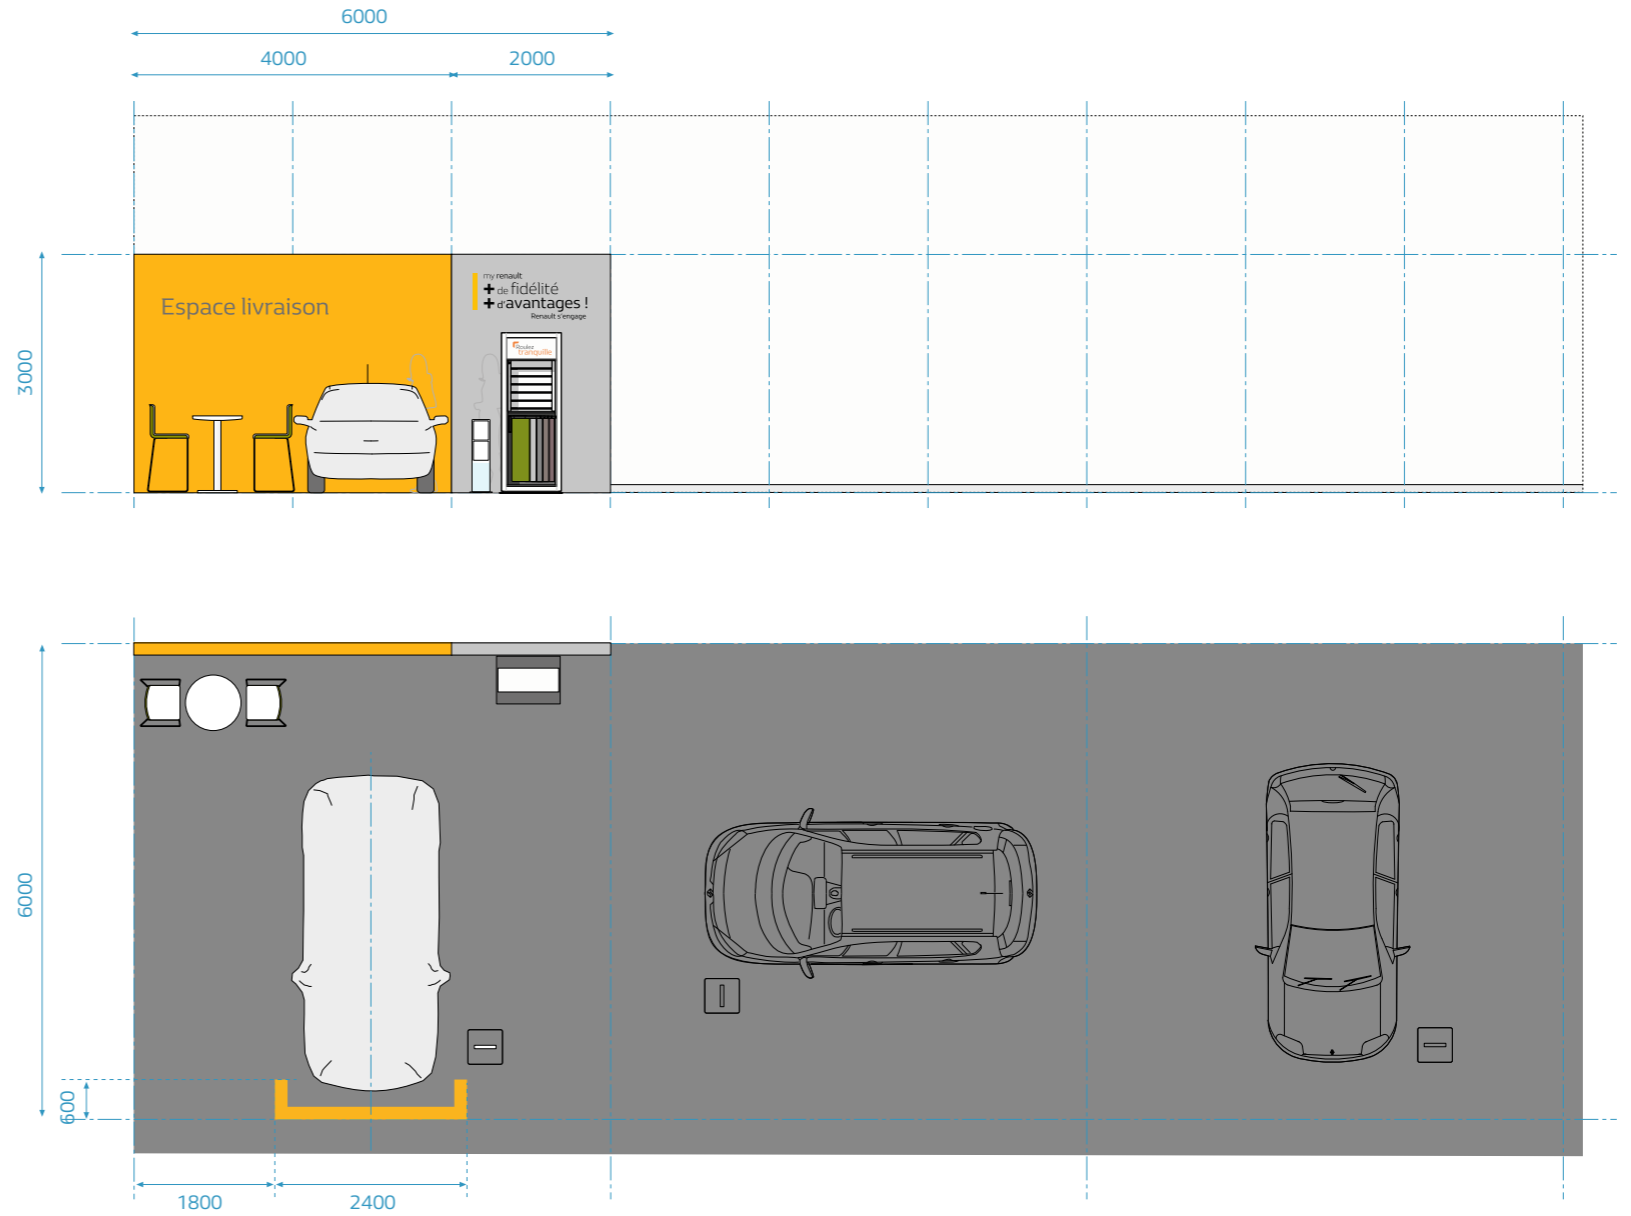 6000
4000
2000
Espace livraison
my renault
+ de fidélité
+ d'avantages !
Renault s'engage
Roulez
tranquille
3000
6000
600
1800
2400